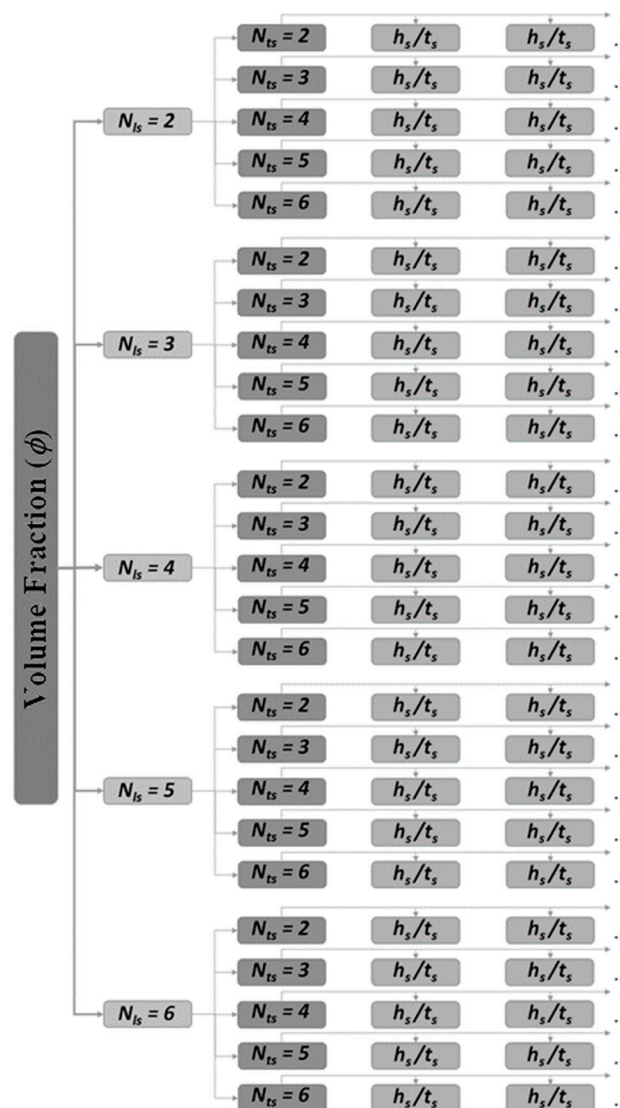 Volume Fraction (ϕ)
N_ls = 2
N_ts = 2 h_s/t_s h_s/t_s .
N_ts = 3 h_s/t_s h_s/t_s .
N_ts = 4 h_s/t_s h_s/t_s .
N_ts = 5 h_s/t_s h_s/t_s .
N_ts = 6 h_s/t_s h_s/t_s .
N_ls = 3
N_ts = 2 h_s/t_s h_s/t_s .
N_ts = 3 h_s/t_s h_s/t_s .
N_ts = 4 h_s/t_s h_s/t_s .
N_ts = 5 h_s/t_s h_s/t_s .
N_ts = 6 h_s/t_s h_s/t_s .
N_ls = 4
N_ts = 2 h_s/t_s h_s/t_s .
N_ts = 3 h_s/t_s h_s/t_s .
N_ts = 4 h_s/t_s h_s/t_s .
N_ts = 5 h_s/t_s h_s/t_s .
N_ts = 6 h_s/t_s h_s/t_s .
N_ls = 5
N_ts = 2 h_s/t_s h_s/t_s .
N_ts = 3 h_s/t_s h_s/t_s .
N_ts = 4 h_s/t_s h_s/t_s .
N_ts = 5 h_s/t_s h_s/t_s .
N_ts = 6 h_s/t_s h_s/t_s .
N_ls = 6
N_ts = 2 h_s/t_s h_s/t_s .
N_ts = 3 h_s/t_s h_s/t_s .
N_ts = 4 h_s/t_s h_s/t_s .
N_ts = 5 h_s/t_s h_s/t_s .
N_ts = 6 h_s/t_s h_s/t_s .